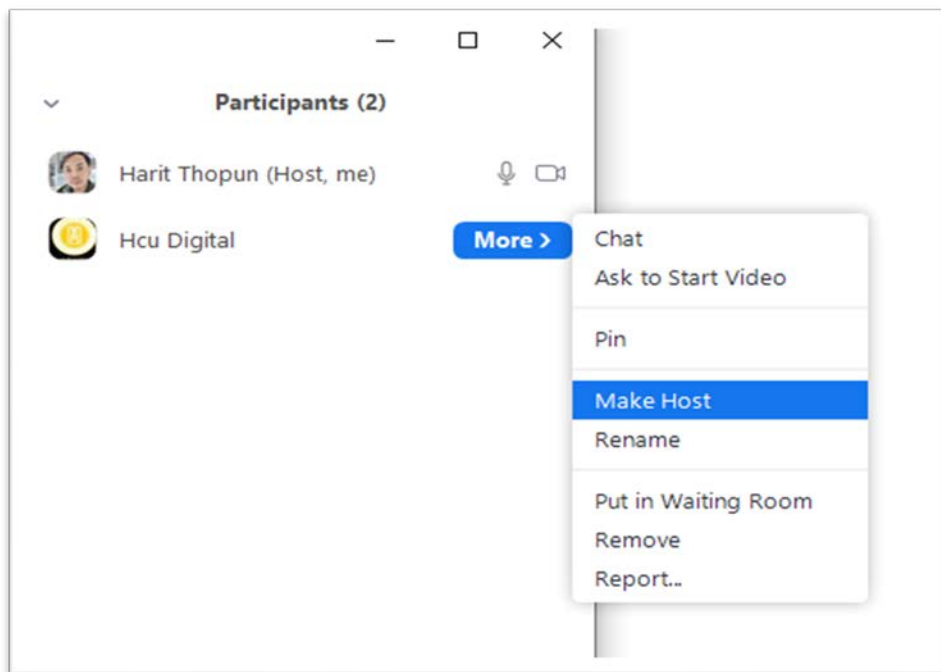 Participants (2)
Harit Thopun (Host, me)
Hcu Digital
More >
Chat
Ask to Start Video
Pin
Make Host
Rename
Put in Waiting Room
Remove
Report...